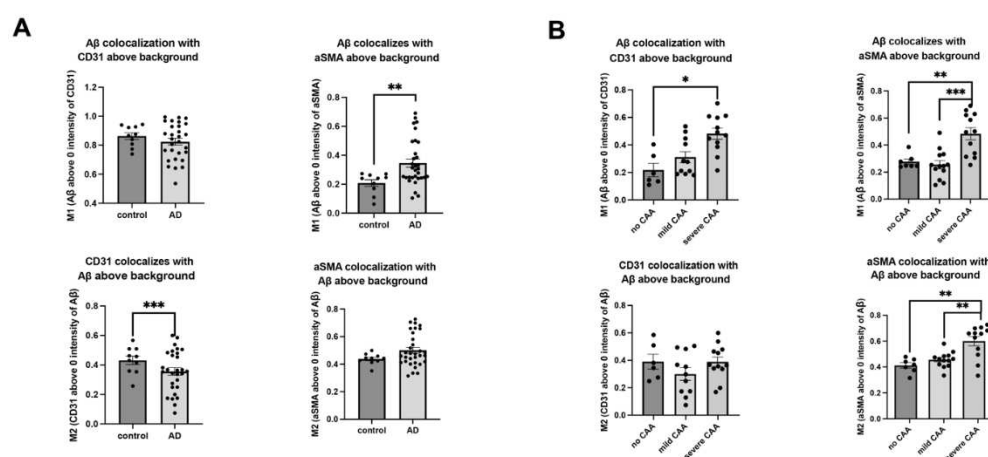 A
Aβ colocalization with
CD31 above background
M1 (Aβ above 0 intensity of CD31)
1.2
1.0
0.8
0.6
0.4
control
AD
Aβ colocalizes with
aSMA above background
**
M1 (Aβ above 0 intensity of aSMA)
0.8
0.6
0.4
0.2
0.0
control
AD
CD31 colocalizes with
Aβ above background
***
M2 (CD31 above 0 intensity of Aβ)
0.8
0.6
0.4
0.2
0.0
control
AD
aSMA colocalization with
Aβ above background
M2 (aSMA above 0 intensity of Aβ)
0.8
0.6
0.4
0.2
0.0
control
AD
B
Aβ colocalization with
CD31 above background
*
M1 (Aβ above 0 intensity of CD31)
0.8
0.6
0.4
0.2
0.0
no CAA
mild CAA
severe CAA
Aβ colocalizes with
aSMA above background
**
***
M1 (Aβ above 0 intensity of aSMA)
0.8
0.6
0.4
0.2
0.0
no CAA
mild CAA
severe CAA
CD31 colocalization with
Aβ above background
M2 (CD31 above 0 intensity of Aβ)
0.8
0.6
0.4
0.2
0.0
no CAA
mild CAA
severe CAA
aSMA colocalization with
Aβ above background
**
**
M2 (aSMA above 0 intensity of Aβ)
1.0
0.8
0.6
0.4
0.2
0.0
no CAA
mild CAA
severe CAA